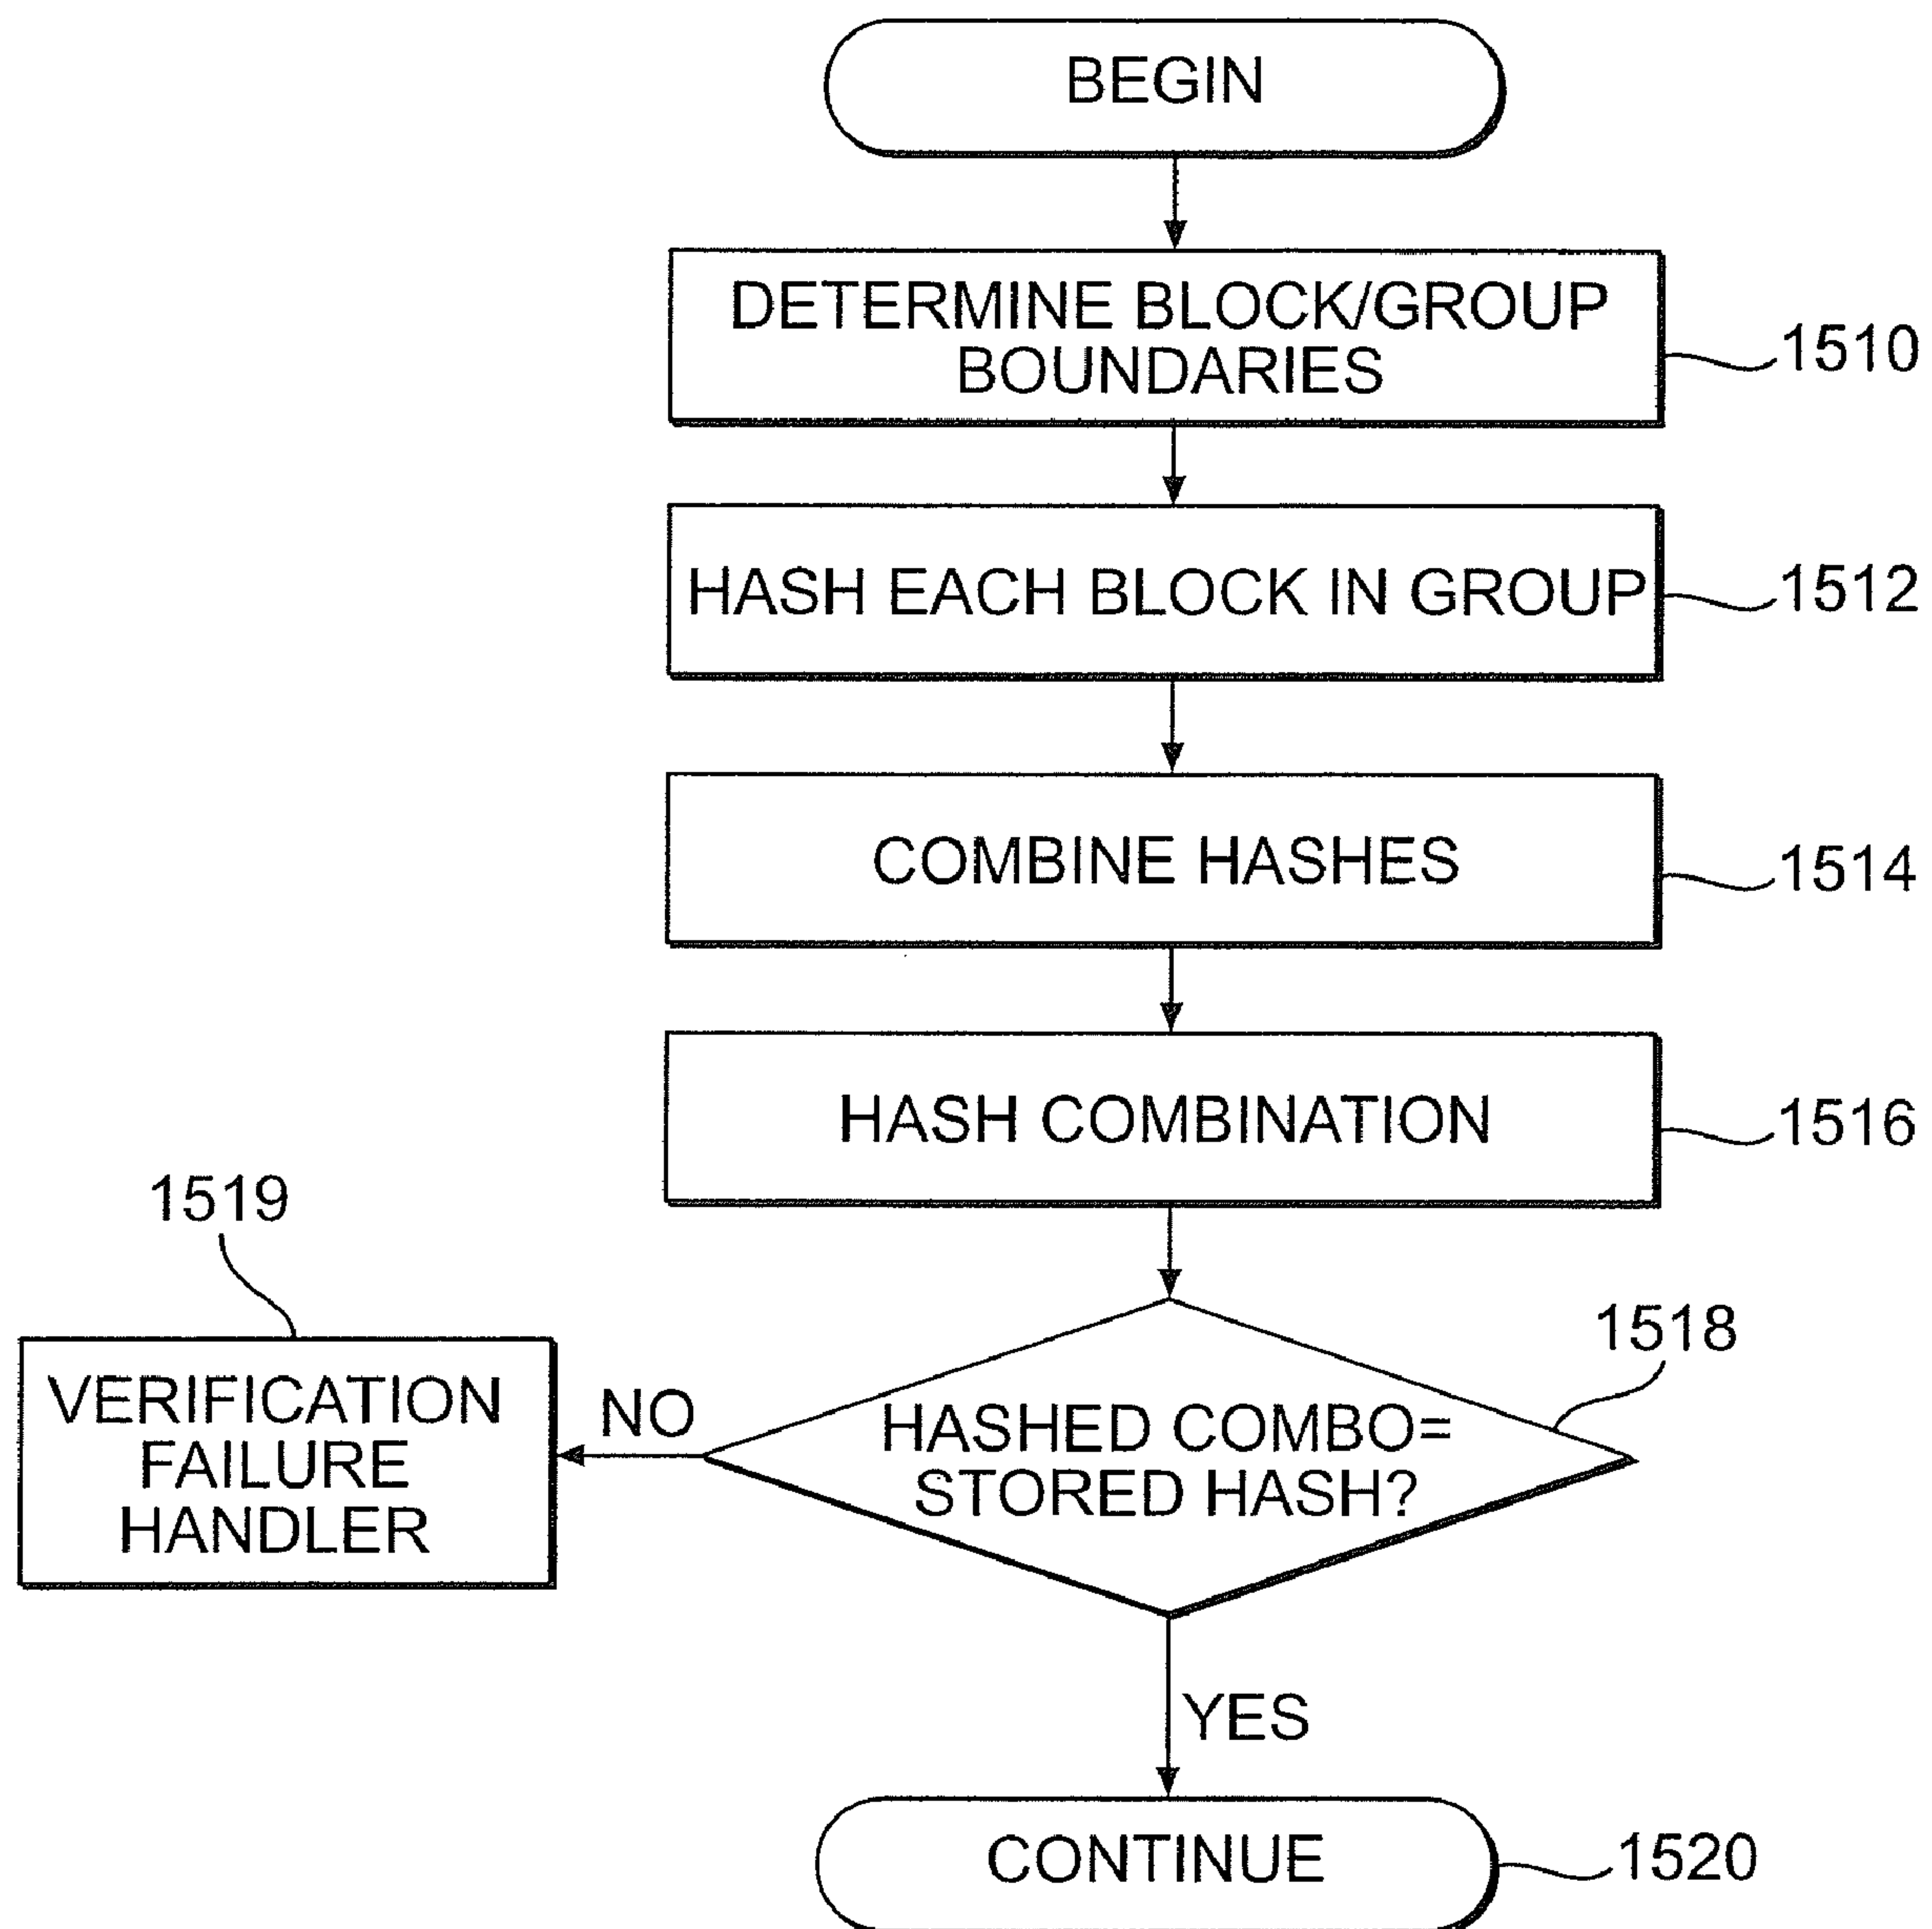 BEGIN
DETERMINE BLOCK/GROUP
BOUNDARIES
1510
HASH EACH BLOCK IN GROUP
1512
COMBINE HASHES
1514
HASH COMBINATION
1516
1519
VERIFICATION
FAILURE
HANDLER
NO
1518
HASHED COMBO=
STORED HASH?
YES
CONTINUE
1520